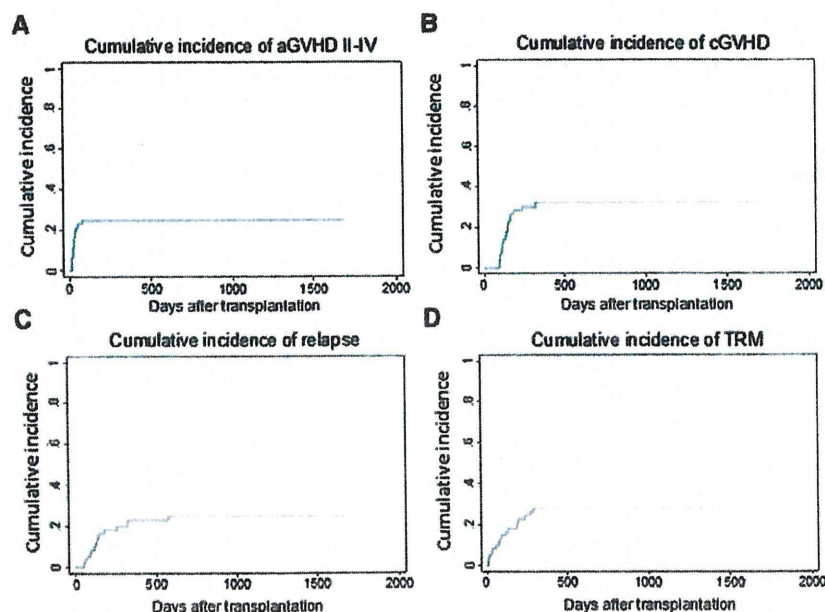 A
Cumulative incidence of aGVHD II-IV
Cumulative incidence
1
.8
.6
.4
.2
0
0 500 1000 1500 2000
Days after transplantation
B
Cumulative incidence of cGVHD
Cumulative incidence
1
.8
.6
.4
.2
0
0 500 1000 1500 2000
Days after transplantation
C
Cumulative incidence of relapse
Cumulative incidence
1
.8
.6
.4
.2
0
0 500 1000 1500 2000
Days after transplantation
D
Cumulative incidence of TRM
Cumulative incidence
1
.8
.6
.4
.2
0
0 500 1000 1500 2000
Days after transplantation